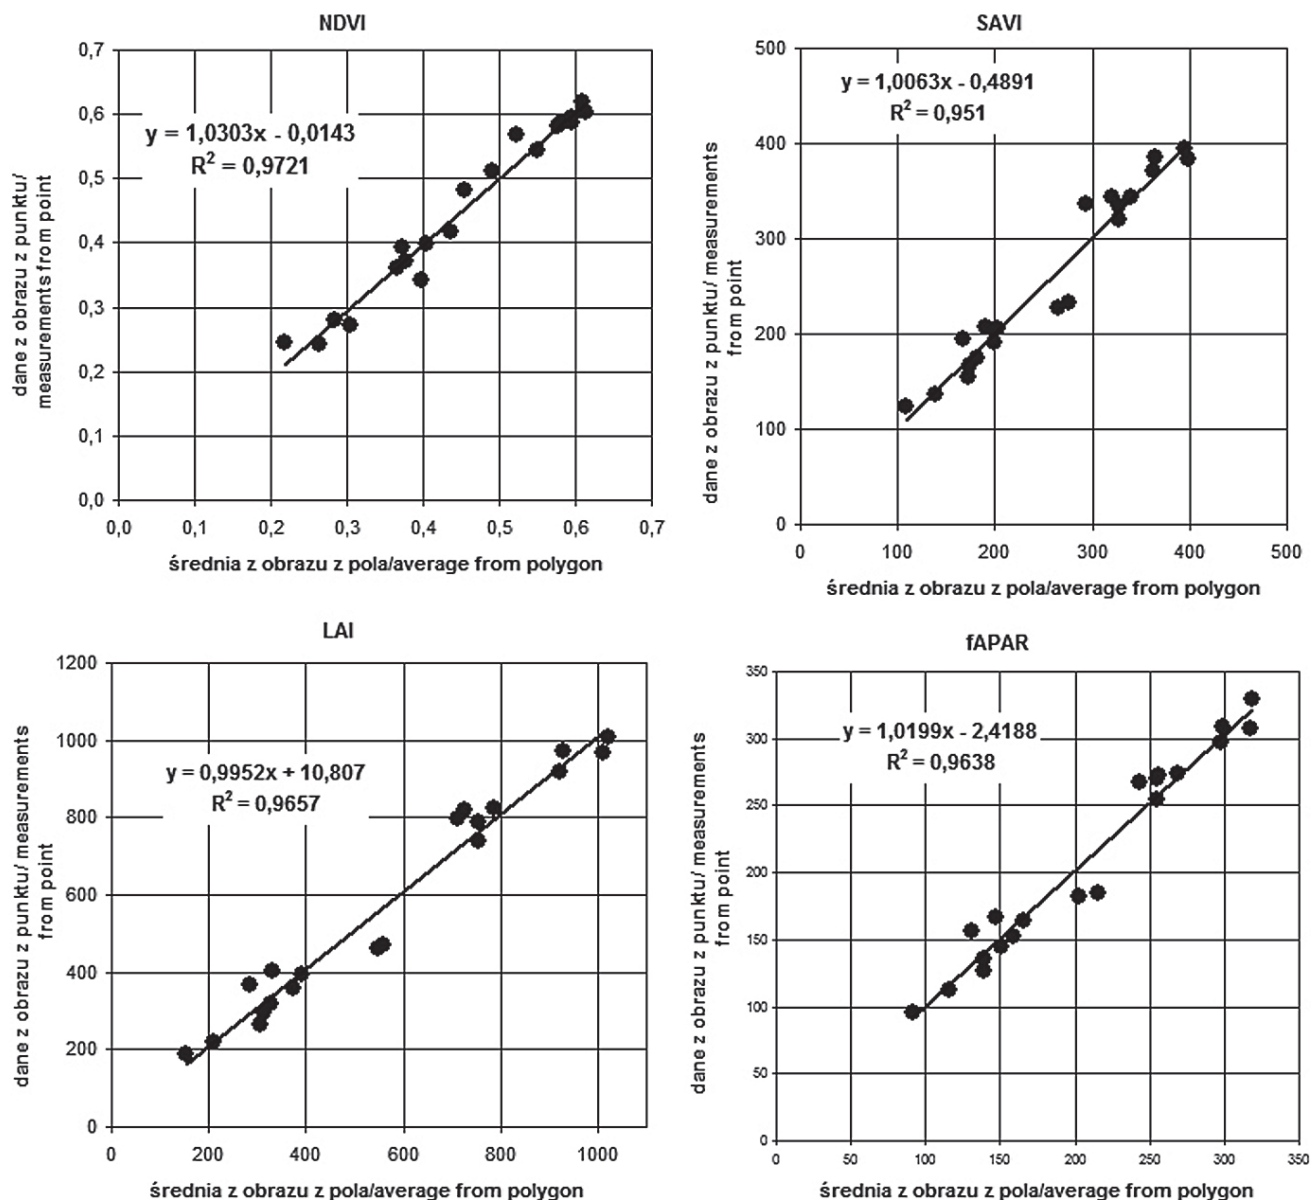 NDVI
0,7
0,6
0,5
0,4
0,3
0,2
0,1
0,0
y = 1,0303x - 0,0143
R² = 0,9721
dane z obrazu z punktu/
measurements from point
0,0 0,1 0,2 0,3 0,4 0,5 0,6 0,7
średnia z obrazu z pola/average from polygon
SAVI
500
400
300
200
100
0
y = 1,0063x - 0,4891
R² = 0,951
dane z obrazu z punktu/ measurements
from point
0 100 200 300 400 500
średnia z obrazu z pola/average from polygon
LAI
1200
1000
800
600
400
200
0
y = 0,9952x + 10,807
R² = 0,9657
dane z obrazu z punktu/ measurements
from point
0 200 400 600 800 1000
średnia z obrazu z pola/average from polygon
fAPAR
350
300
250
200
150
100
50
0
y = 1,0199x - 2,4188
R² = 0,9638
dane z obrazu z punktu/ measurements
from point
0 50 100 150 200 250 300 350
średnia z obrazu z pola/average from polygon